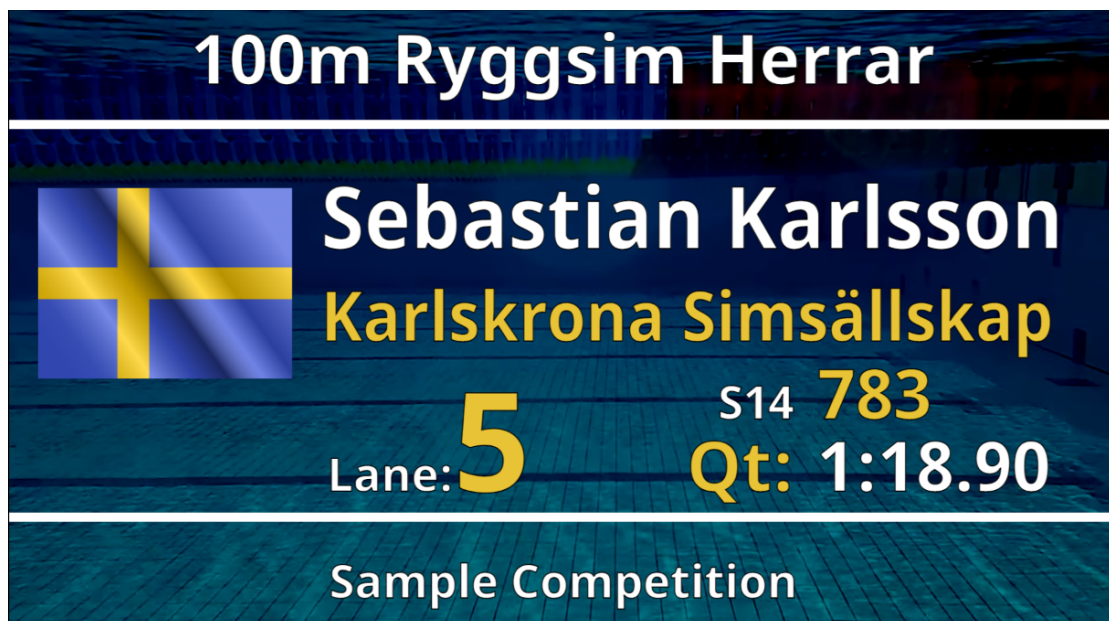 100m Ryggsim Herrar
Sebastian Karlsson
Karlskrona Simsällskap
S14 783
Lane: 5
Qt: 1:18.90
Sample Competition